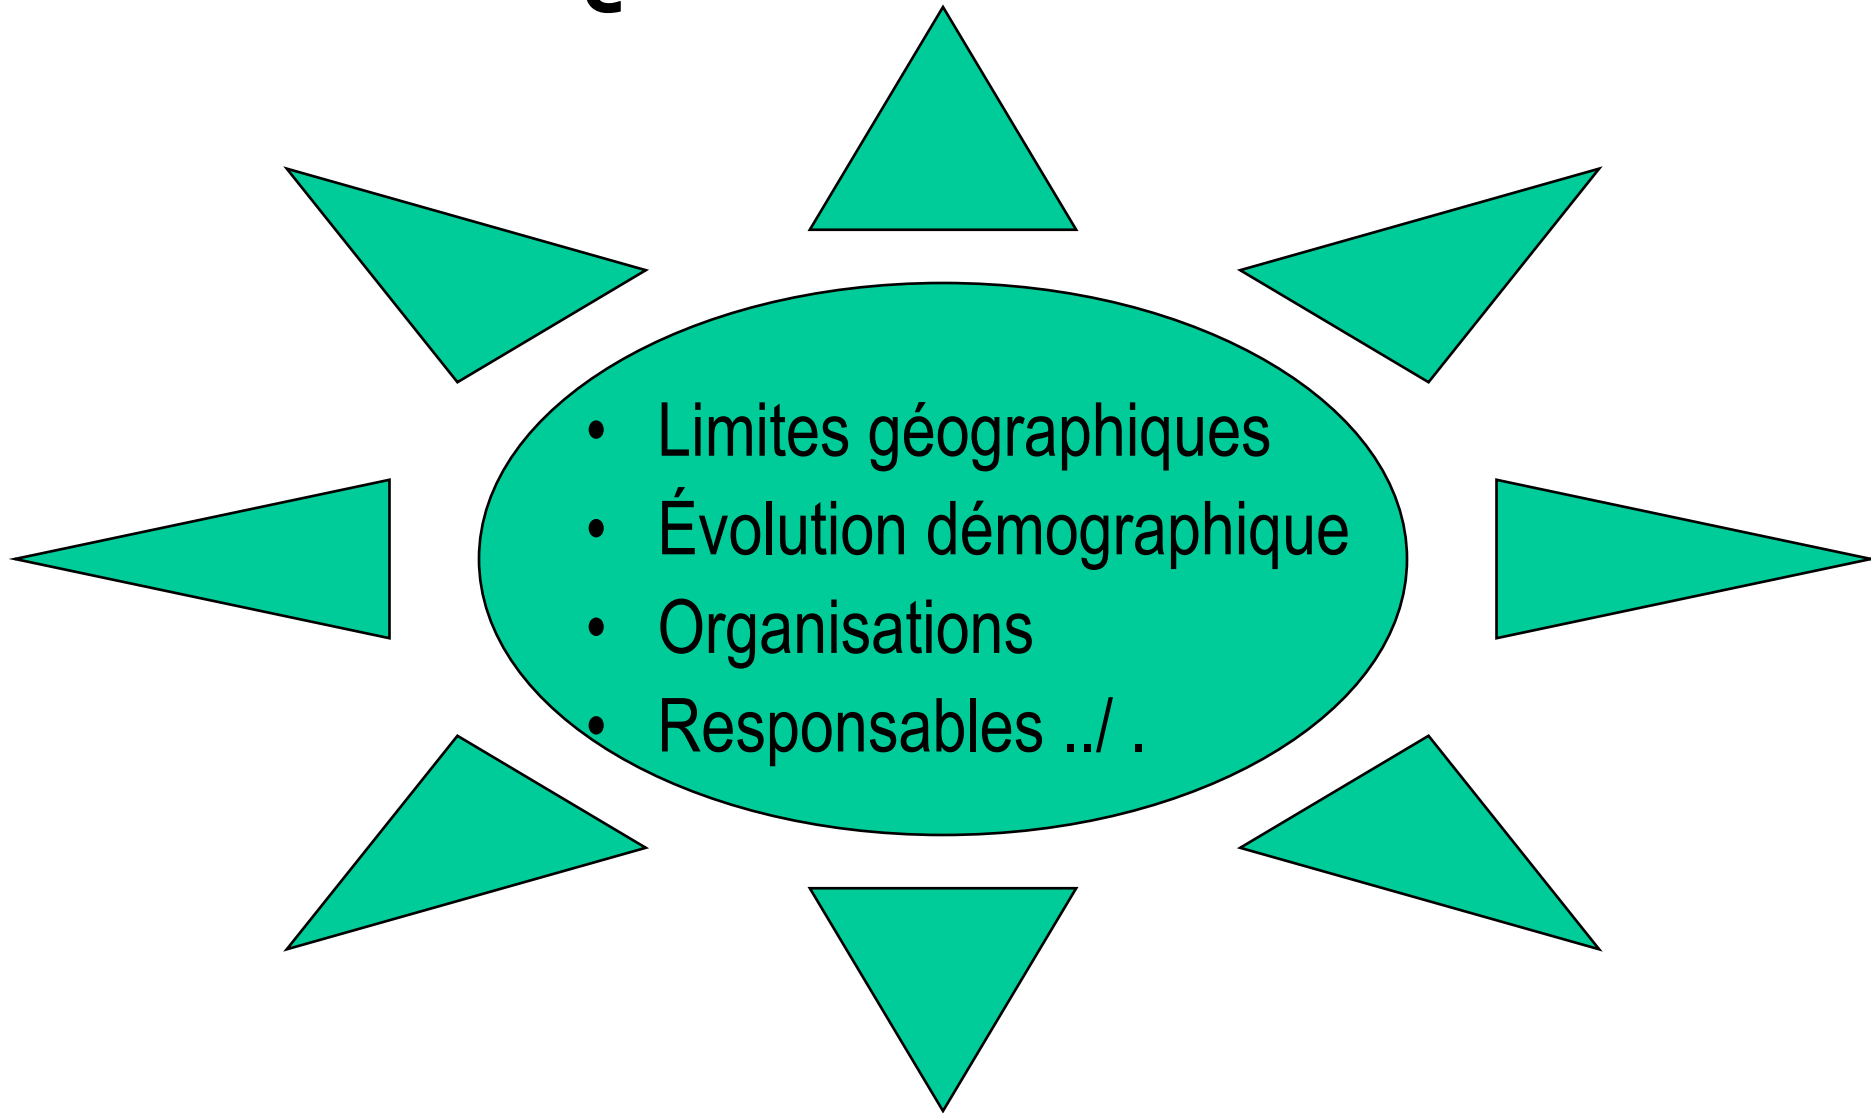 • Limites géographiques
• Évolution démographique
• Organisations
• Responsables ../ .